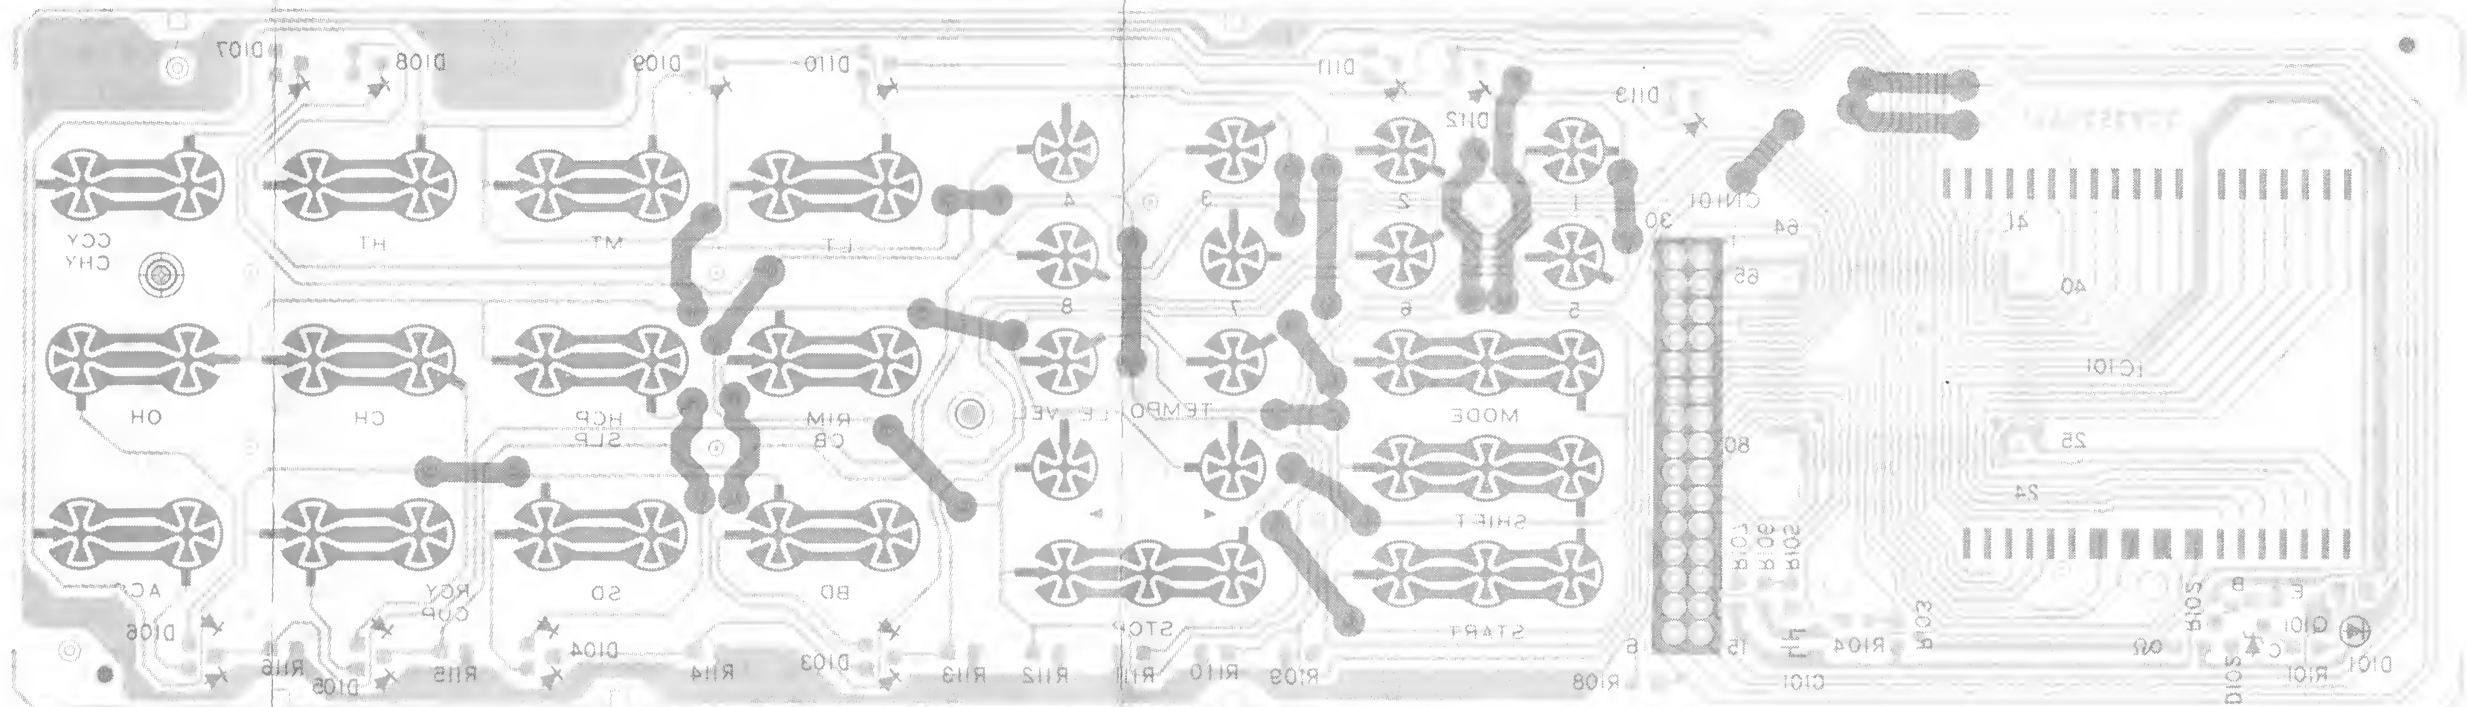 D107
D108
D109
D110
D111
D112
D113
CCY
CHY
HT
MT
LT
4
3
2
1
CN101
30
64
41
65
40
8
7
6
5
OH
CH
HCP
SLP
RIM
CB
LEVEL
TEMPO
MODE
IC101
80
25
24
SHIFT
R107
R106
R105
ACC
RCY
CUP
SD
BD
STOP
START
D106
R116
D105
R115
D104
R114
D103
R113
R112
R111
R110
R109
R108
16
15
C101
R104
R103
0Ω
R102
B
E
C
Q101
D102
R101
D101